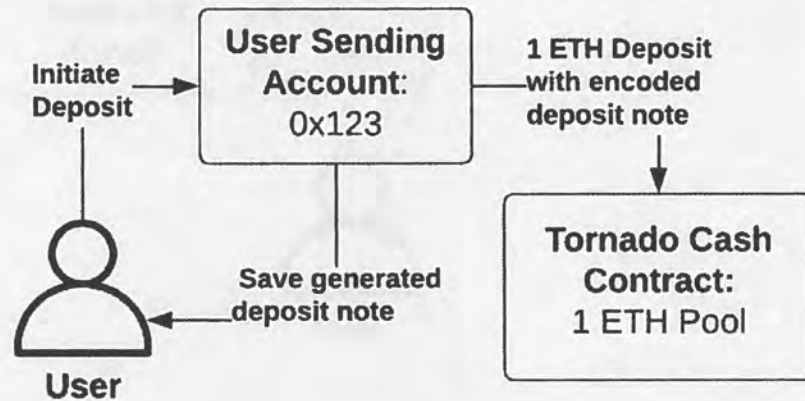 Initiate
Deposit
User Sending
Account:
0x123
1 ETH Deposit
with encoded
deposit note
Save generated
deposit note
User
Tornado Cash
Contract:
1 ETH Pool